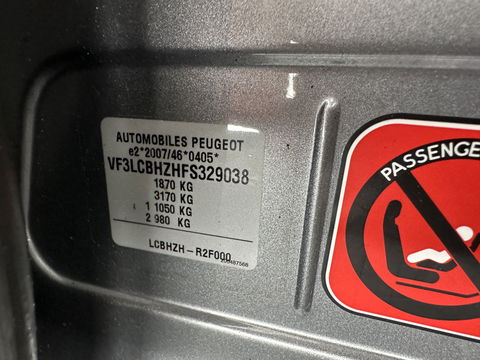 AUTOMOBILES PEUGEOT
e2*2007/46*0405*
VF3LCBHZHFS329038
1870 KG
3170 KG
1 1050 KG
2 980 KG
LCBHZH-R2F000
PASSENGE